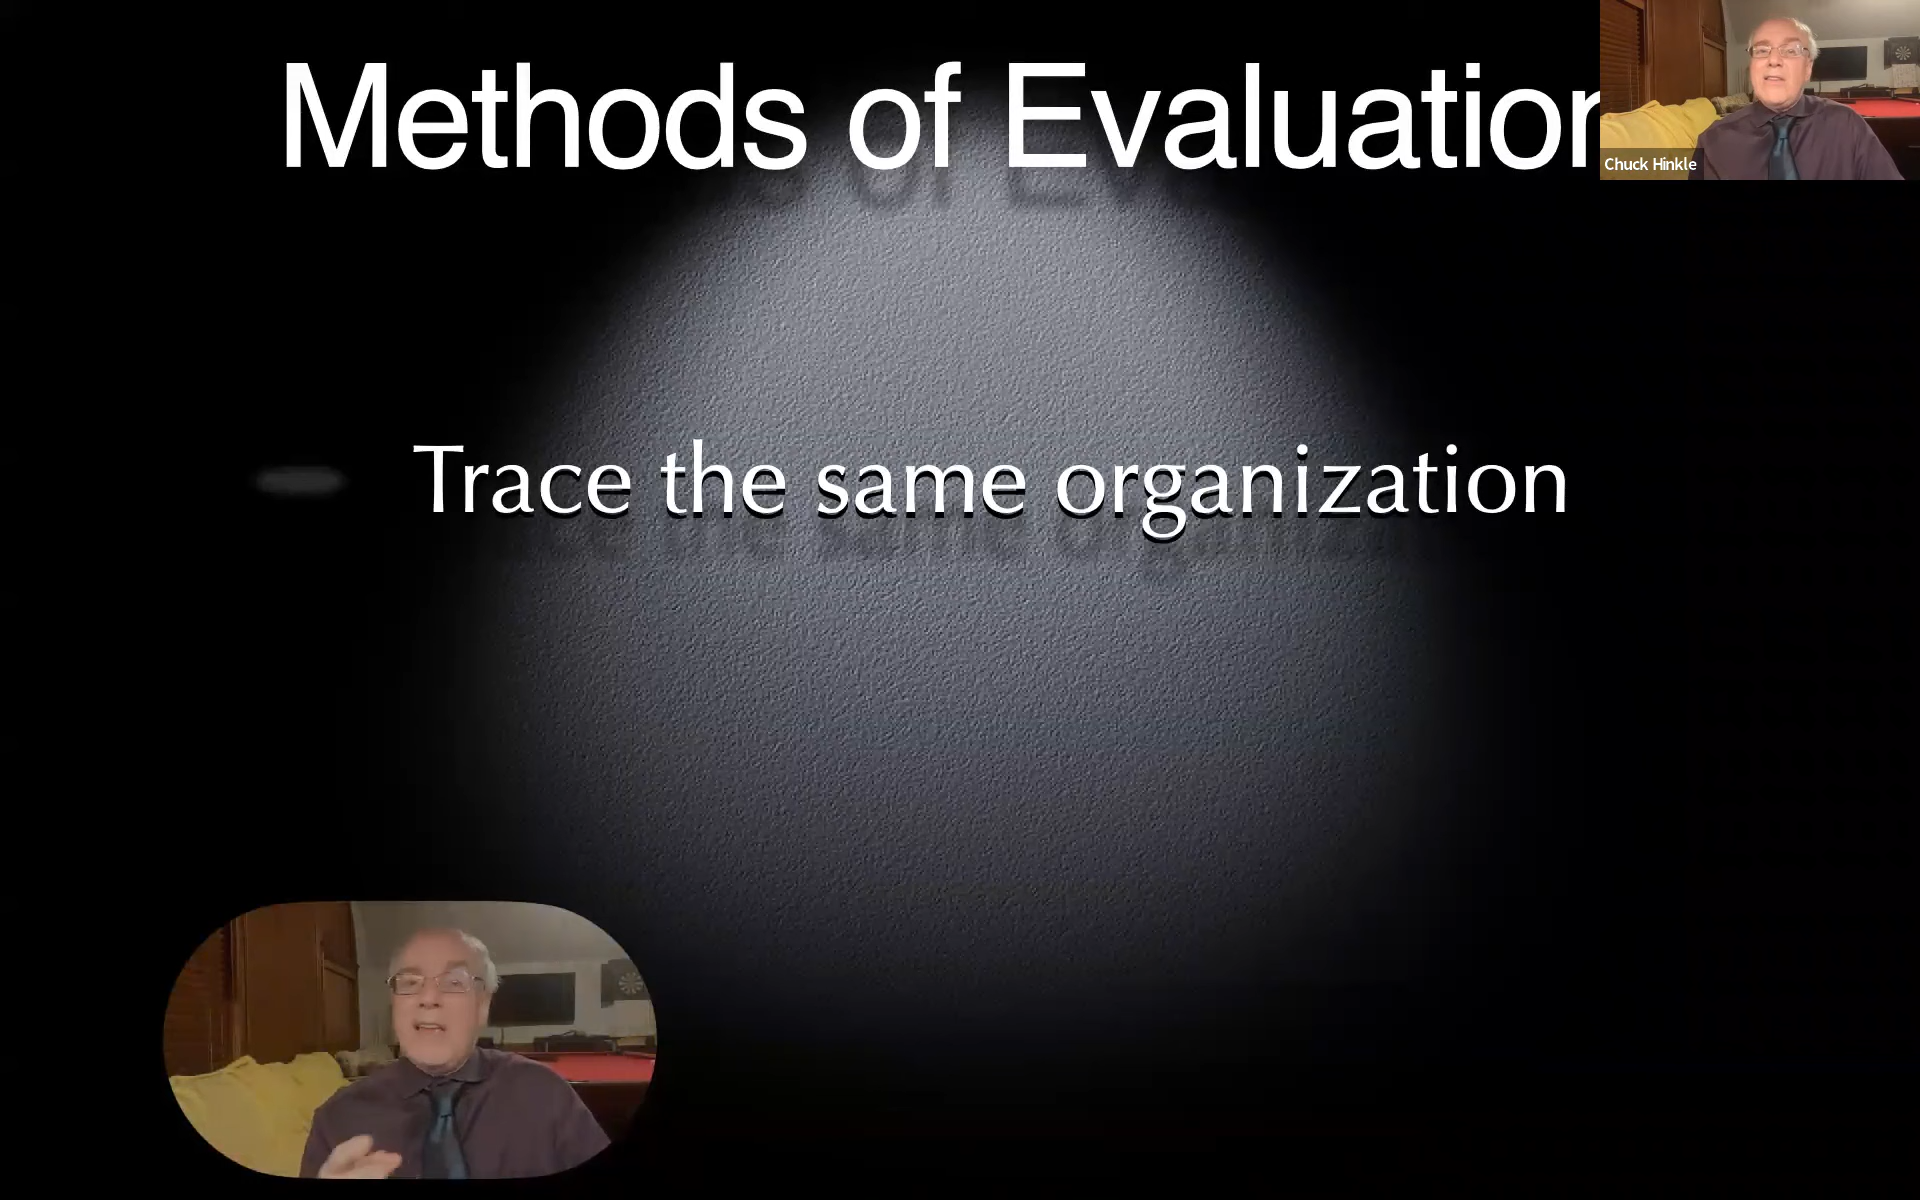 Methods of Evaluation
Chuck Hinkle
Trace the same organization